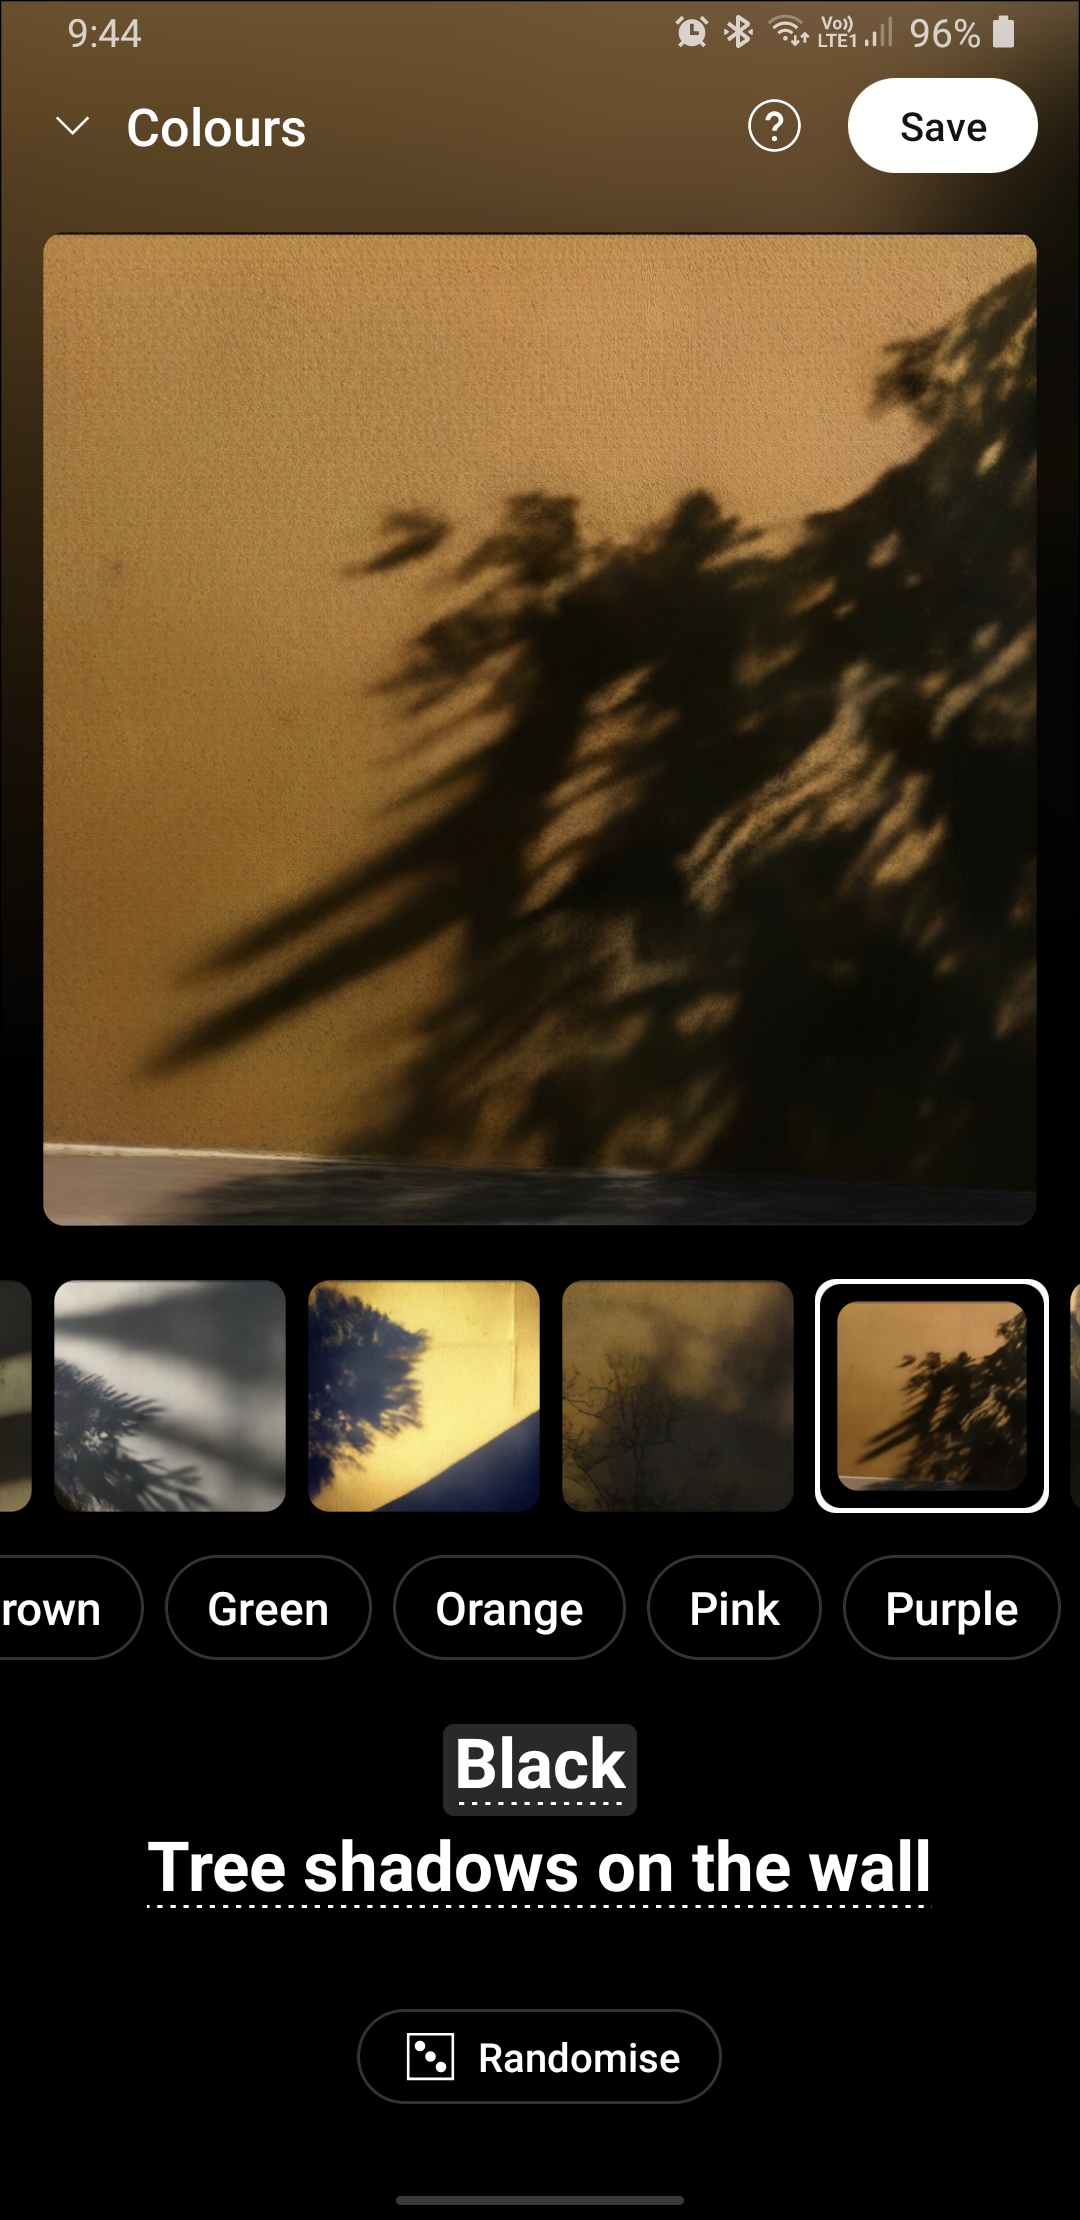 9:44
Vo)) LTE1 96%
Colours
?
Save
rown
Green
Orange
Pink
Purple
Black
Tree shadows on the wall
Randomise